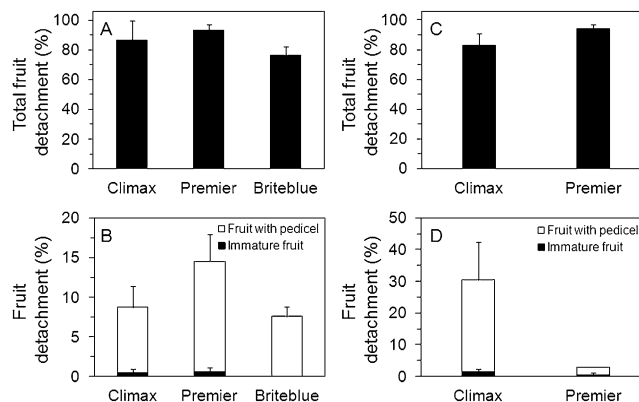 A
Total fruit
detachment (%)
100
80
60
40
20
0
Climax Premier Briteblue
C
Total fruit
detachment (%)
100
80
60
40
20
0
Climax Premier
B
Fruit with pedicel
Immature fruit
Fruit
detachment (%)
20
15
10
5
0
Climax Premier Briteblue
D
Fruit with pedicel
Immature fruit
Fruit
detachment (%)
50
40
30
20
10
0
Climax Premier